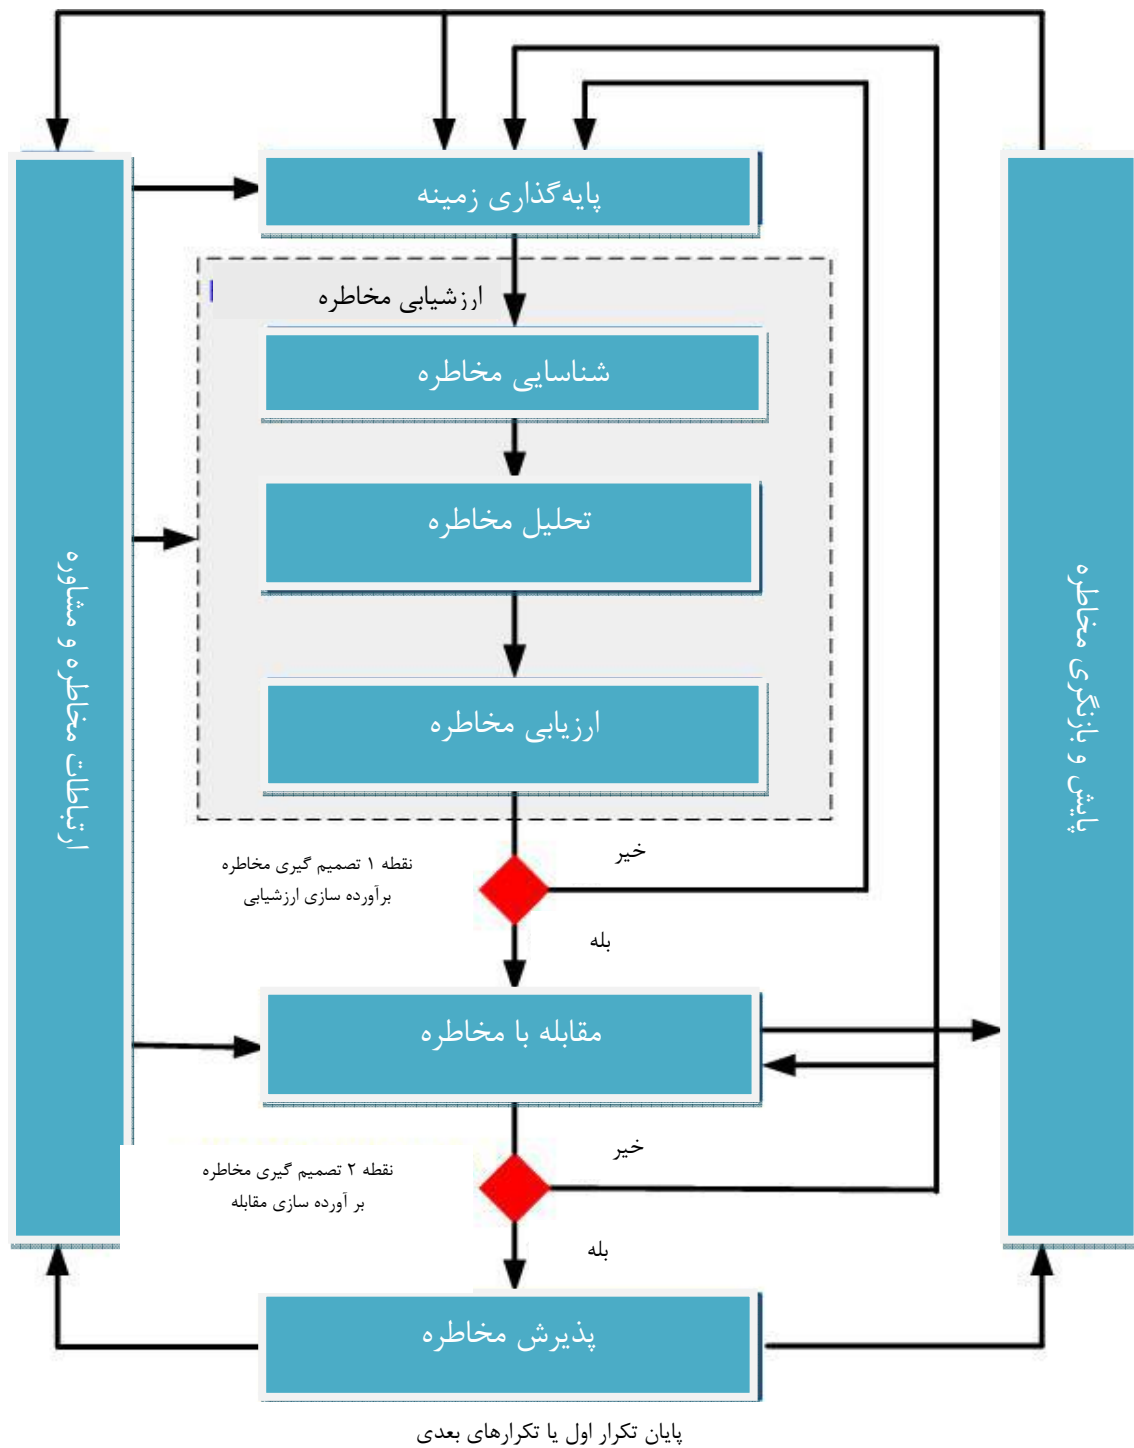 پایه‌گذاری زمینه
ارزشیابی مخاطره
شناسایی مخاطره
تحلیل مخاطره
ارزیابی مخاطره
ارتباطات مخاطره و مشاوره
پایش و بازنگری مخاطره
خیر
نقطه ۱ تصمیم گیری مخاطره
برآورده سازی ارزشیابی
بله
مقابله با مخاطره
خیر
نقطه ۲ تصمیم گیری مخاطره
بر آورده سازی مقابله
بله
پذیرش مخاطره
پایان تکرار اول یا تکرارهای بعدی